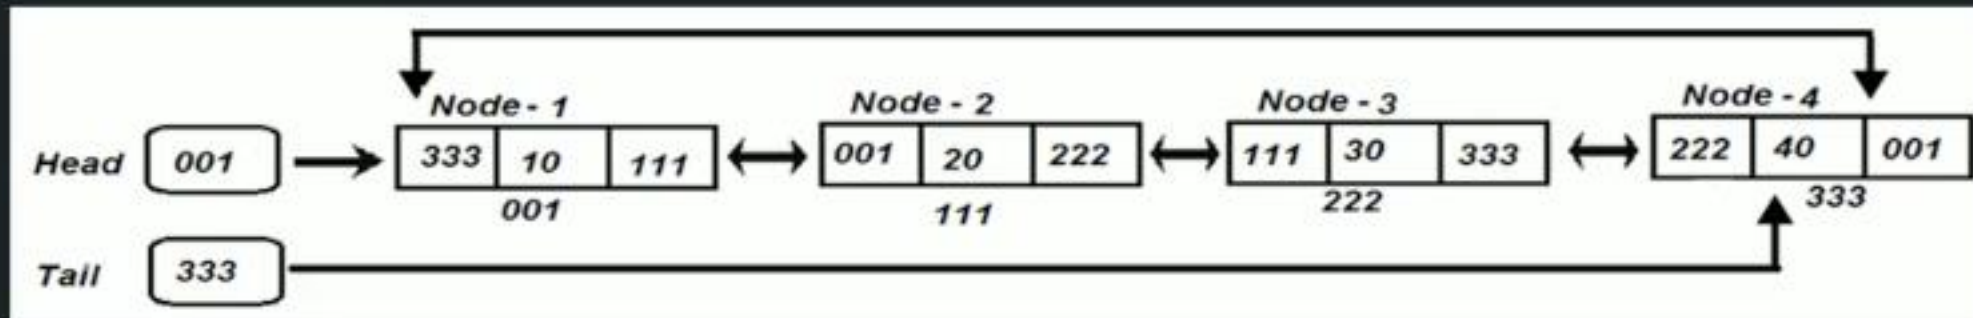 Node - 1 Node - 2 Node - 3 Node - 4
Head 001 333 10 111 001 20 222 111 30 333 222 40 001
001 111 222 333
Tail 333